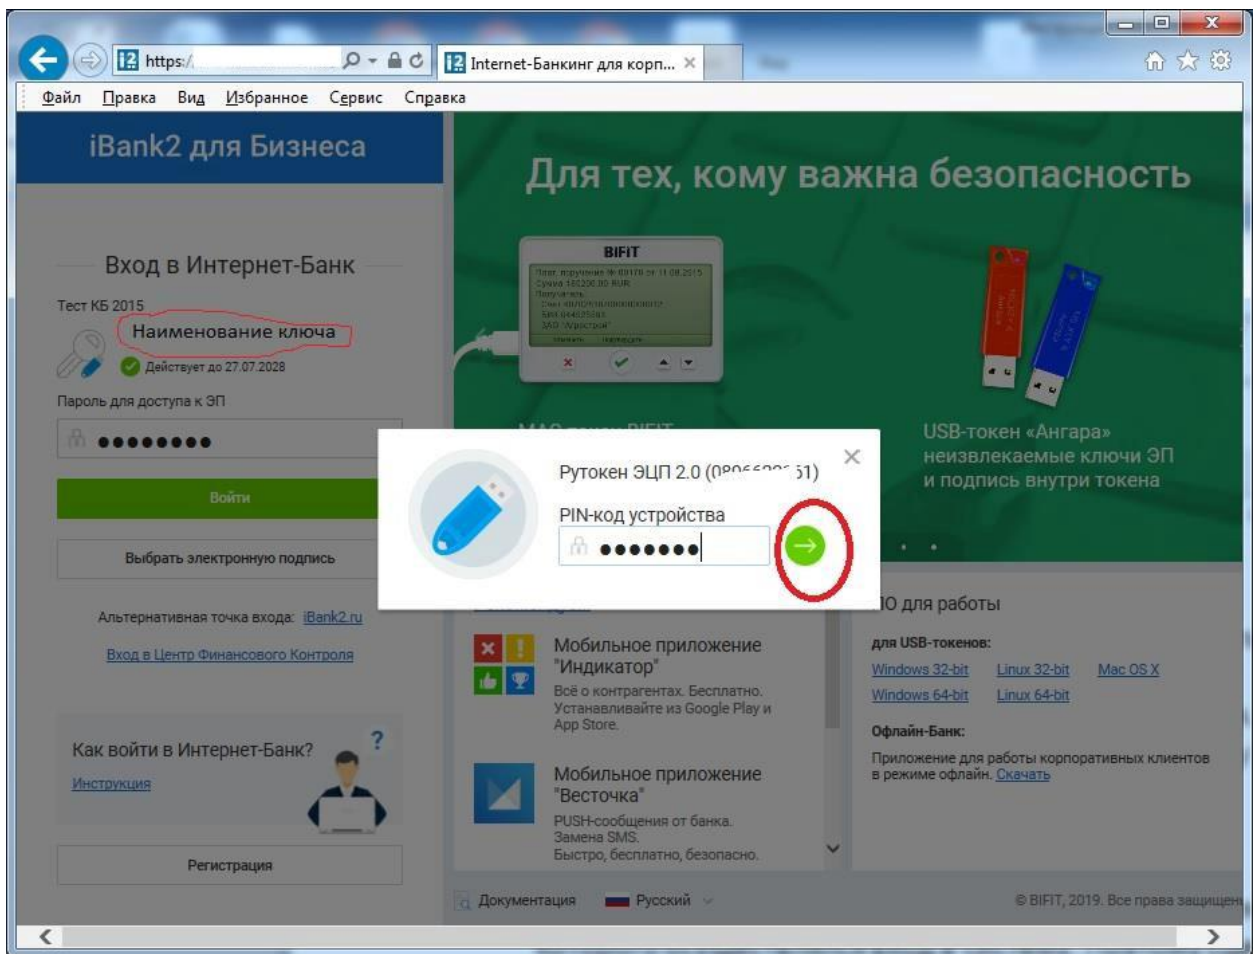 https:/
Internet-Банкинг для корп...
Файл Правка Вид Избранное Сервис Справка
iBank2 для Бизнеса
Вход в Интернет-Банк
Тест КБ 2015
Наименование ключа
Действует до 27.07.2028
Пароль для доступа к ЭП
Войти
Выбрать электронную подпись
Альтернативная точка входа: iBank2.ru
Вход в Центр Финансового Контроля
Как войти в Интернет-Банк?
?
Инструкция
Регистрация
Для тех, кому важна безопасность
BIFIT
USB-токен «Ангара»
неизвлекаемые ключи ЭП
и подпись внутри токена
Рутокен ЭЦП 2.0
PIN-код устройства
Мобильное приложение
"Индикатор"
Всё о контрагентах. Бесплатно.
Устанавливайте из Google Play и
App Store.
Мобильное приложение
"Весточка"
PUSH-сообщения от банка.
Замена SMS.
Быстро, бесплатно, безопасно.
ПО для работы
для USB-токенов:
Windows 32-bit Linux 32-bit Mac OS X
Windows 64-bit Linux 64-bit
Офлайн-Банк:
Приложение для работы корпоративных клиентов
в режиме офлайн. Скачать
Документация Русский
© BIFIT, 2019. Все права